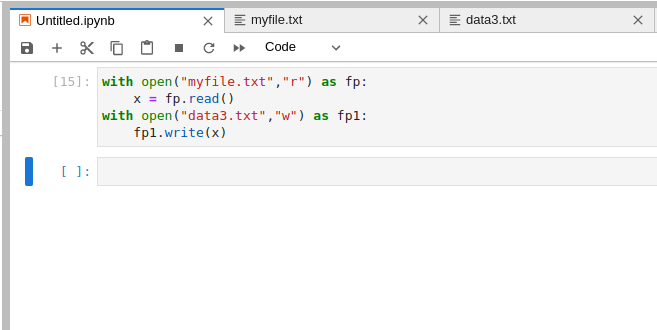 Untitled.ipynb myfile.txt data3.txt
Code
[15]: with open("myfile.txt","r") as fp:
    x = fp.read()
with open("data3.txt","w") as fp1:
    fp1.write(x)
[ ]: